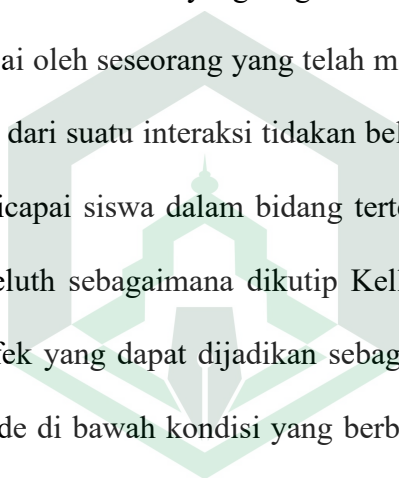 ai oleh seseorang yang telah m
dari suatu interaksi tidakan bel
icapai siswa dalam bidang terte
eluth sebagaimana dikutip Kell
fek yang dapat dijadikan sebag
de di bawah kondisi yang berb